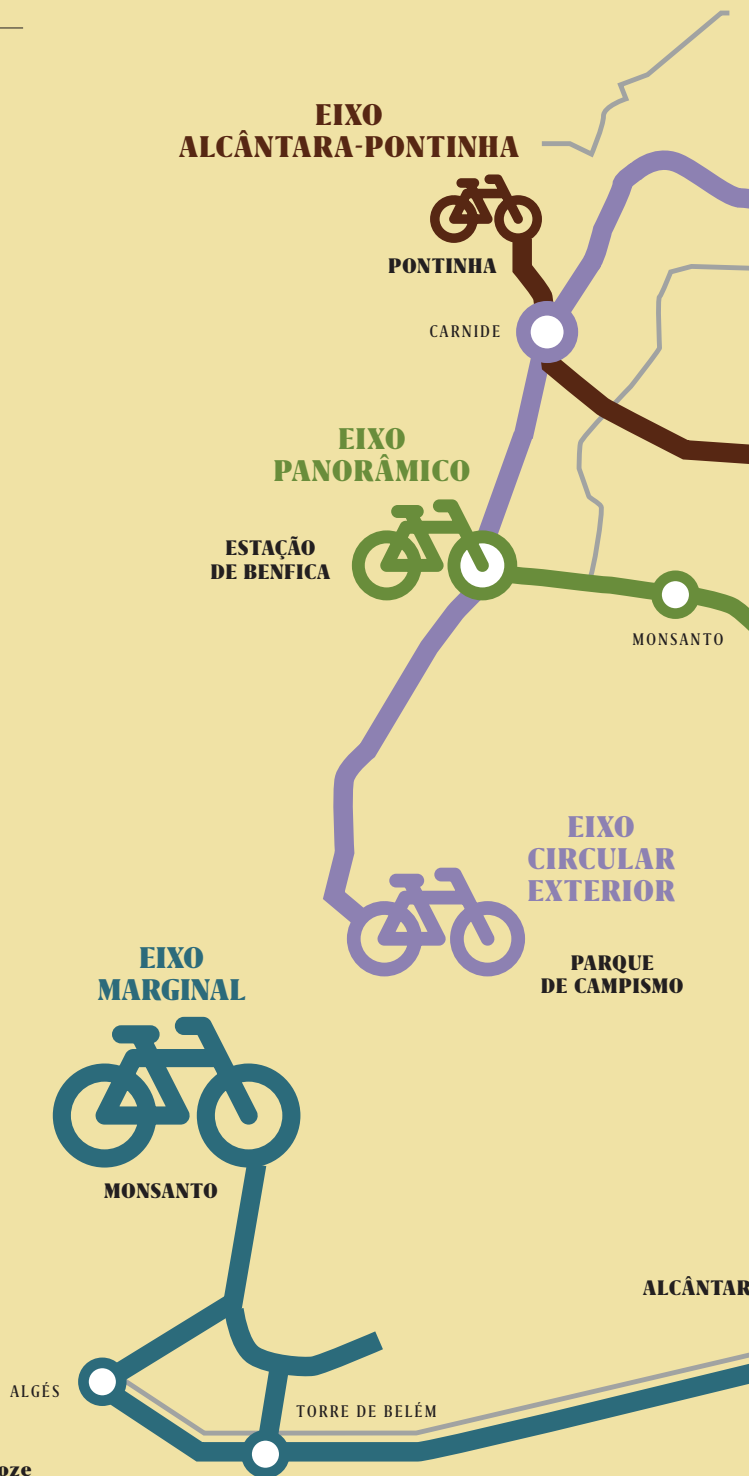 EIXO
ALCÂNTARA-PONTINHA
PONTINHA
CARNIDE
EIXO
PANORÂMICO
ESTAÇÃO
DE BENFICA
MONSANTO
EIXO
CIRCULAR
EXTERIOR
PARQUE
DE CAMPISMO
EIXO
MARGINAL
MONSANTO
ALCÂNTAR
ALGÉS
TORRE DE BELÉM
oze